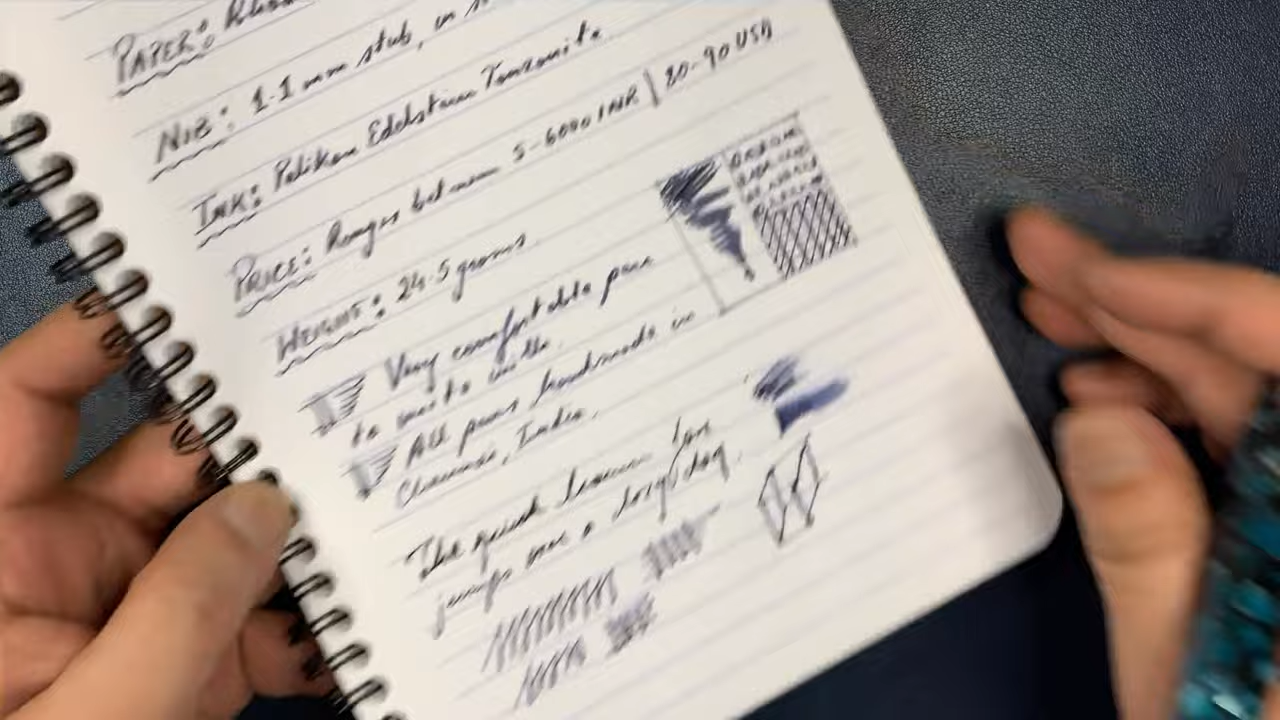 PAPER: Rhodia
NIB: 1.1 mm stub, in
INK: Pelikan Edelstein Tanzanite
PRICE: Ranges between 5-6000 INR | 80-90 USD
WEIGHT: 24.5 grams.
Very comfortable pen
to write with.
All pens handmade in
Chennai, India.
The quick brown fox
jumps over a lazy dog.